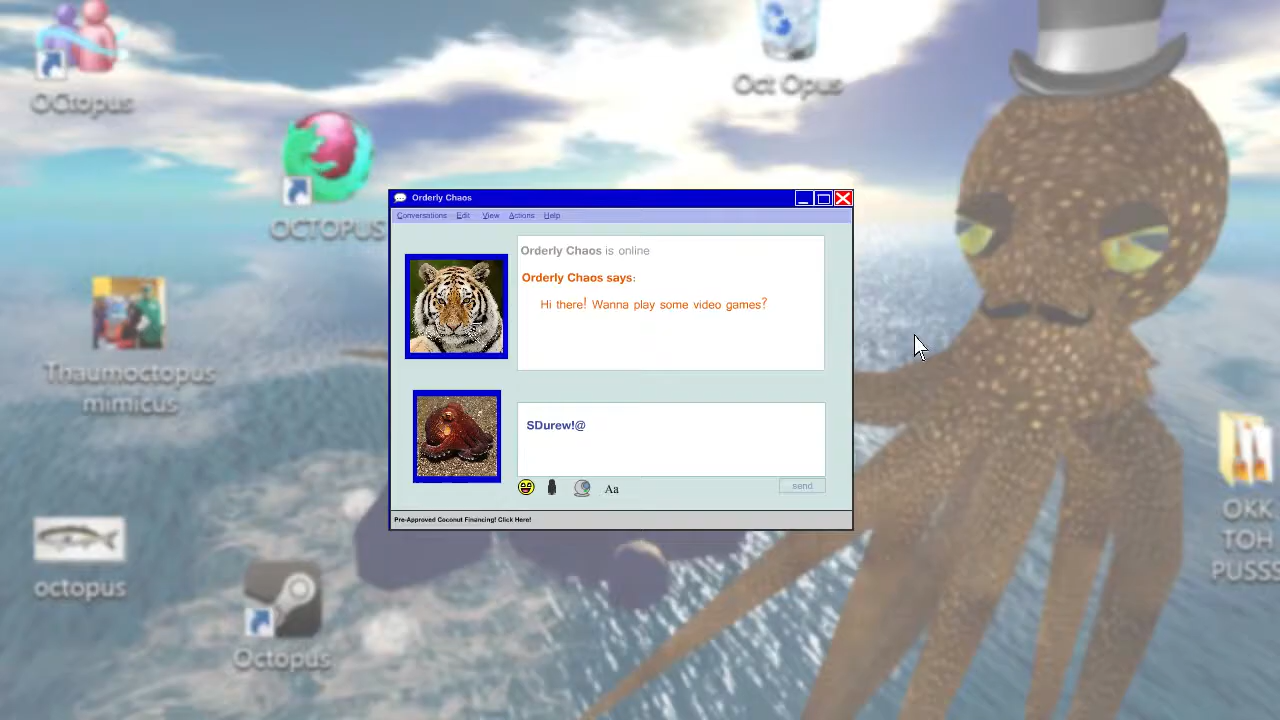 OCtopus
Oct Opus
OCTOPUS
Orderly Chaos
Conversations Edit View Actions Help
Orderly Chaos is online
Orderly Chaos says:
Hi there! Wanna play some video games?
Thaumoctopus
mimicus
SDurew!@
Aa
send
Pre-Approved Coconut Financing! Click Here!
octopus
Octopus
OKK
TOH
PUSSS